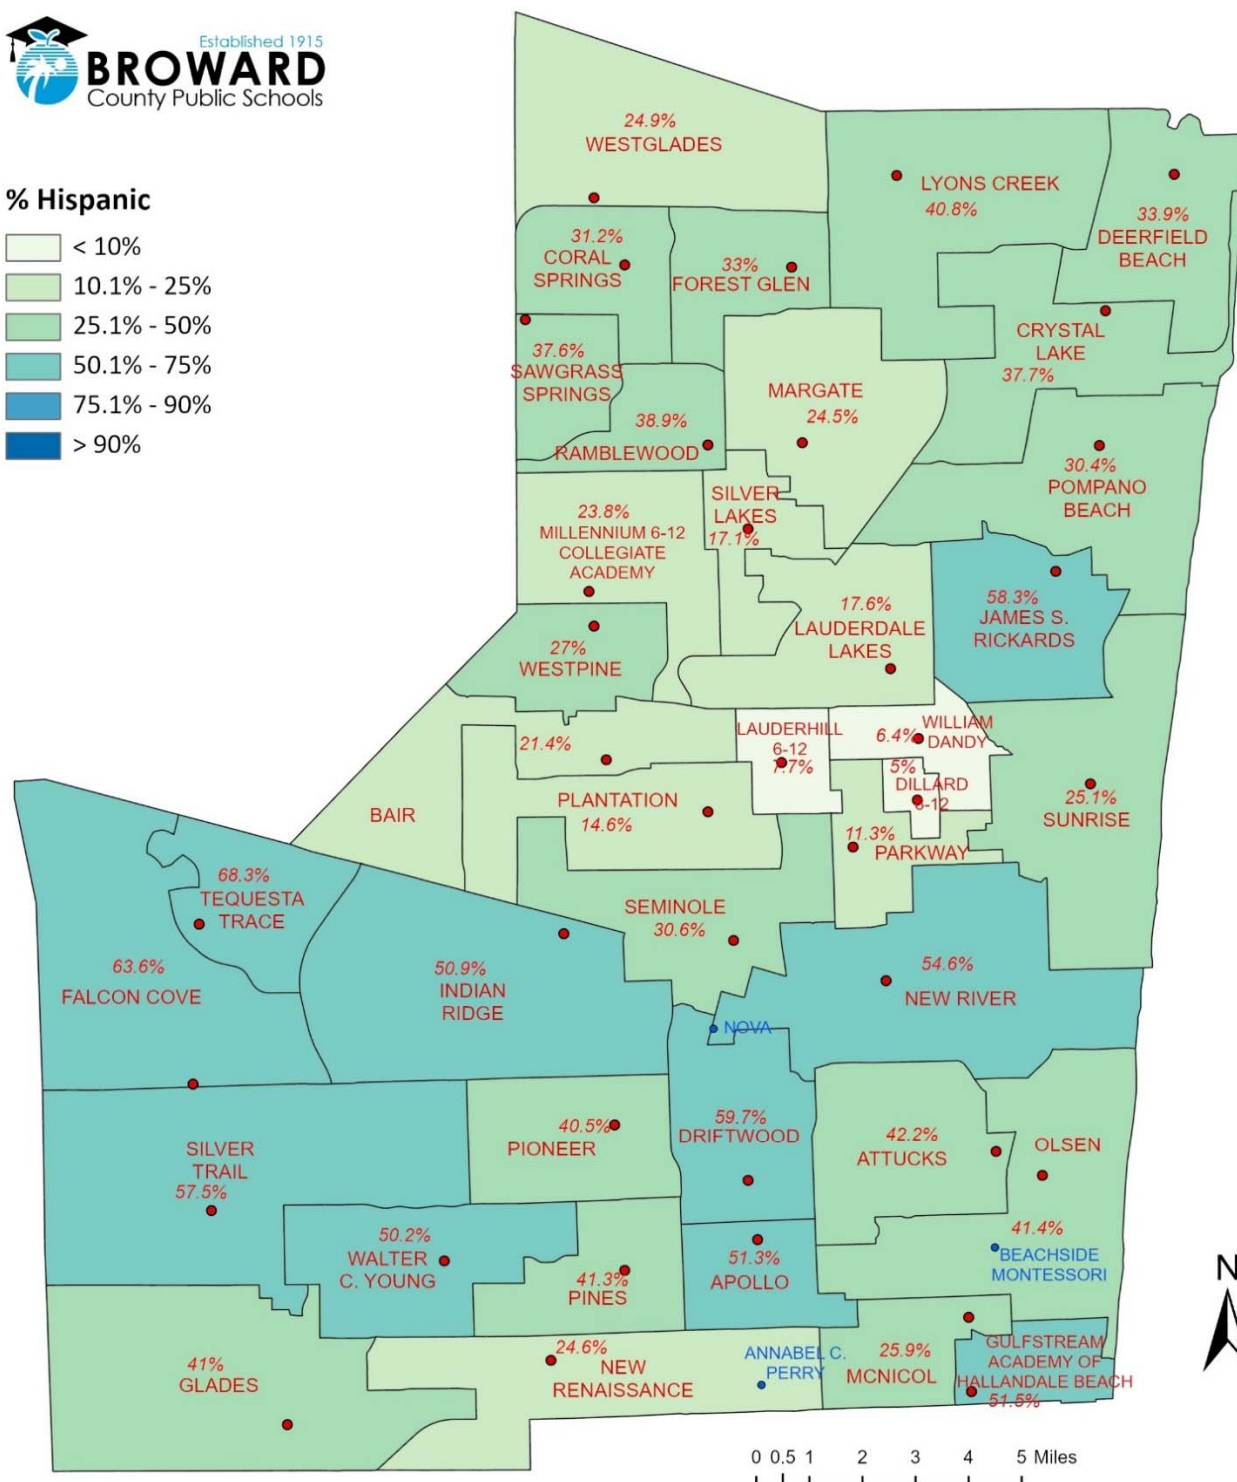 Established 1915
BROWARD
County Public Schools
% Hispanic
< 10%
10.1% - 25%
25.1% - 50%
50.1% - 75%
75.1% - 90%
> 90%
24.9%
WESTGLADES
LYONS CREEK
40.8%
33.9%
DEERFIELD
BEACH
31.2%
CORAL
SPRINGS
33%
FOREST GLEN
CRYSTAL
LAKE
37.7%
37.6%
SAWGRASS
SPRINGS
MARGATE
24.5%
38.9%
RAMBLEWOOD
30.4%
POMPANO
BEACH
SILVER
LAKES
17.1%
23.8%
MILLENNIUM 6-12
COLLEGIATE
ACADEMY
17.6%
LAUDERDALE
LAKES
58.3%
JAMES S.
RICKARDS
27%
WESTPINE
21.4%
BAIR
LAUDERHILL
6-12
7.7%
6.4%
WILLIAM
DANDY
5%
DILLARD
6-12
25.1%
SUNRISE
PLANTATION
14.6%
11.3%
PARKWAY
68.3%
TEQUESTA
TRACE
SEMINOLE
30.6%
63.6%
FALCON COVE
50.9%
INDIAN
RIDGE
54.6%
NEW RIVER
NOVA
SILVER
TRAIL
57.5%
40.5%
PIONEER
59.7%
DRIFTWOOD
42.2%
ATTUCKS
OLSEN
41.4%
BEACHSIDE
MONTESSORI
50.2%
WALTER
C. YOUNG
41.3%
PINES
51.3%
APOLLO
41%
GLADES
24.6%
NEW
RENAISSANCE
ANNABEL C.
PERRY
25.9%
MCNICOL
GULFSTREAM
ACADEMY OF
HALLANDALE BEACH
51.5%
N
0 0.5 1 2 3 4 5 Miles